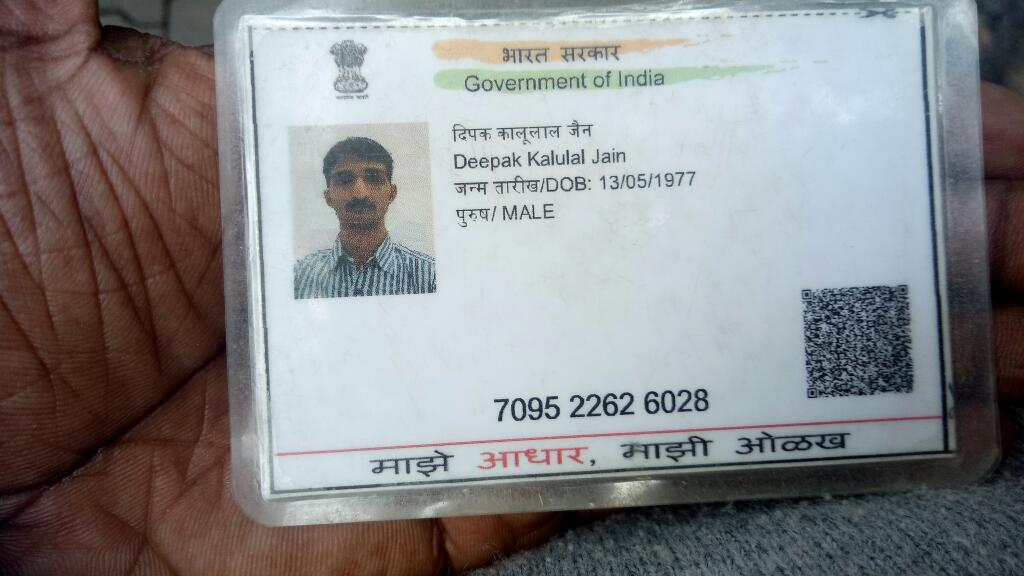 भारत सरकार
Government of India
दिपक कालूलाल जैन
Deepak Kalulal Jain
जन्म तारीख/DOB: 13/05/1977
पुरुष/ MALE
7095 2262 6028
माझे आधार, माझी ओळख